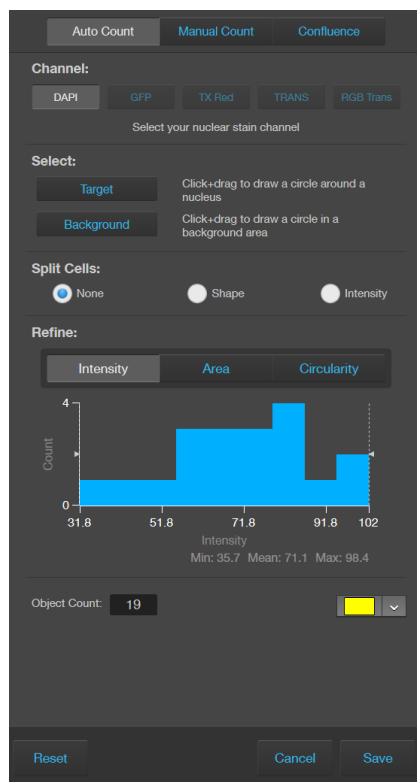 Auto Count Manual Count Confluence
Channel:
DAPI GFP TX Red TRANS RGB Trans
Select your nuclear stain channel
Select:
Target Click+drag to draw a circle around a
nucleus
Background Click+drag to draw a circle in a
background area
Split Cells:
None Shape Intensity
Refine:
Intensity Area Circularity
4
Count
0
31.8 51.8 71.8 91.8 102
Intensity
Min: 35.7 Mean: 71.1 Max: 98.4
Object Count: 19
Reset Cancel Save